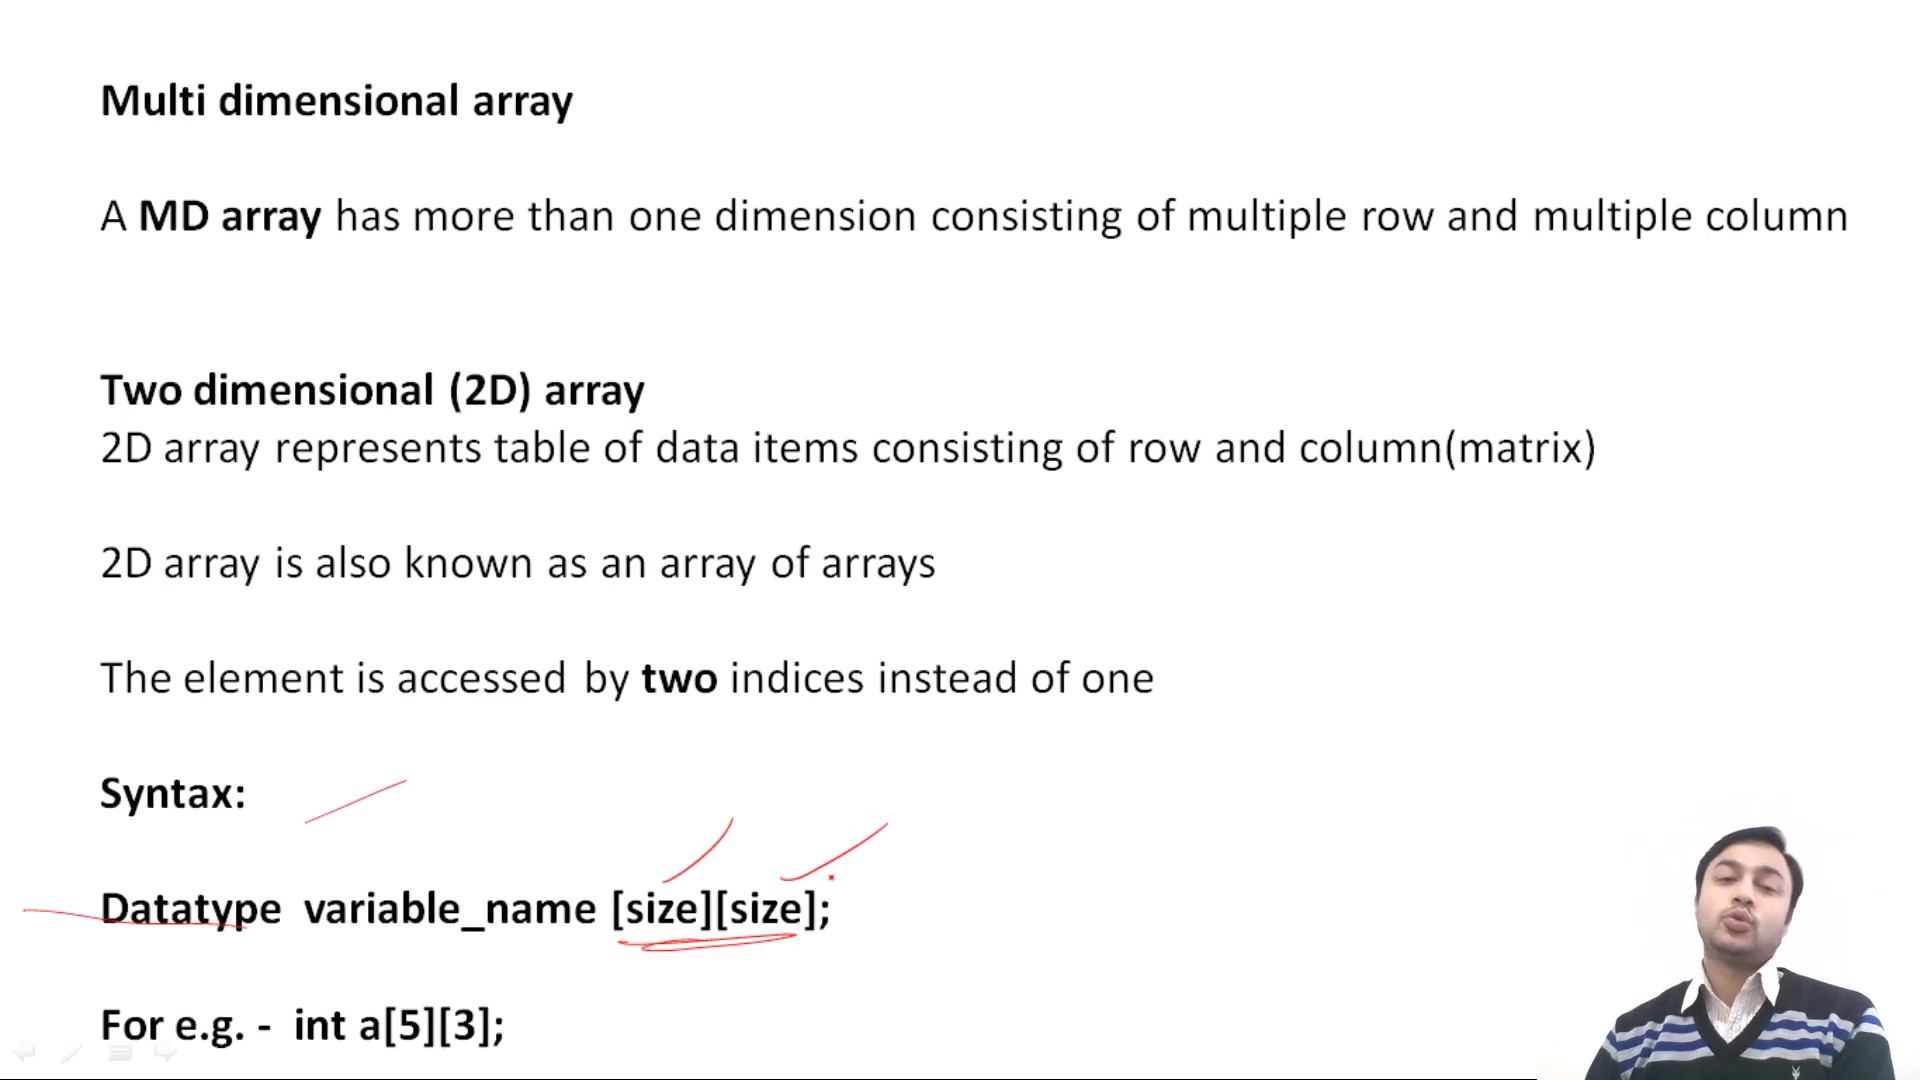 Multi dimensional array
A MD array has more than one dimension consisting of multiple row and multiple column
Two dimensional (2D) array
2D array represents table of data items consisting of row and column(matrix)
2D array is also known as an array of arrays
The element is accessed by two indices instead of one
Syntax:
Datatype variable_name [size][size];
For e.g. - int a[5][3];